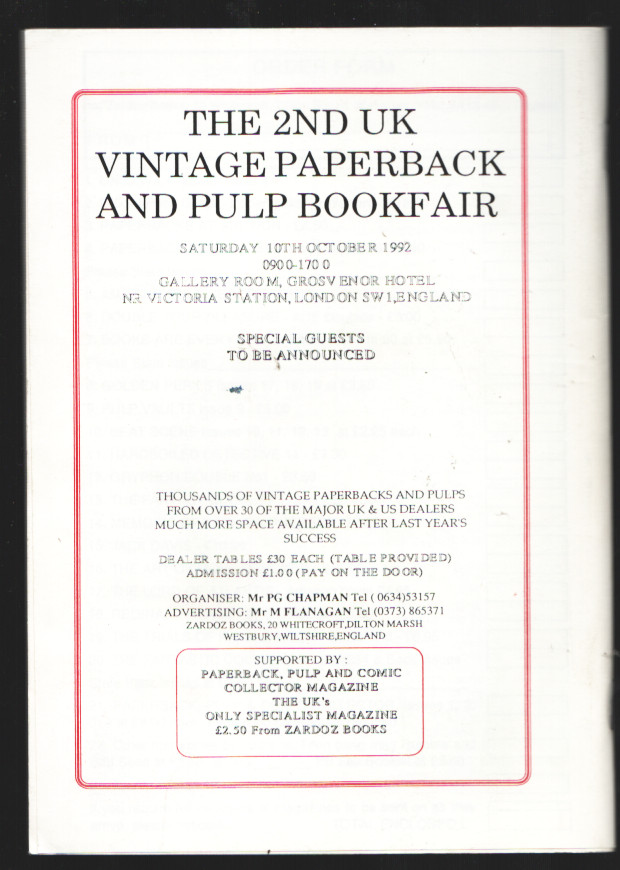 THE 2ND UK
VINTAGE PAPERBACK
AND PULP BOOKFAIR
SATURDAY 10TH OCTOBER 1992
0900-1700
GALLERY ROOM, GROSVENOR HOTEL
NR VICTORIA STATION, LONDON SW1,ENGLAND
SPECIAL GUESTS
TO BE ANNOUNCED
THOUSANDS OF VINTAGE PAPERBACKS AND PULPS
FROM OVER 30 OF THE MAJOR UK & US DEALERS
MUCH MORE SPACE AVAILABLE AFTER LAST YEAR'S
SUCCESS
DEALER TABLES £30 EACH (TABLE PROVIDED)
ADMISSION £1.00 (PAY ON THE DOOR)
ORGANISER: Mr PG CHAPMAN Tel ( 0634)53157
ADVERTISING: Mr M FLANAGAN Tel (0373) 865371
ZARDOZ BOOKS, 20 WHITECROFT,DILTON MARSH
WESTBURY,WILTSHIRE,ENGLAND
SUPPORTED BY :
PAPERBACK, PULP AND COMIC
COLLECTOR MAGAZINE
THE UK's
ONLY SPECIALIST MAGAZINE
£2.50 From ZARDOZ BOOKS